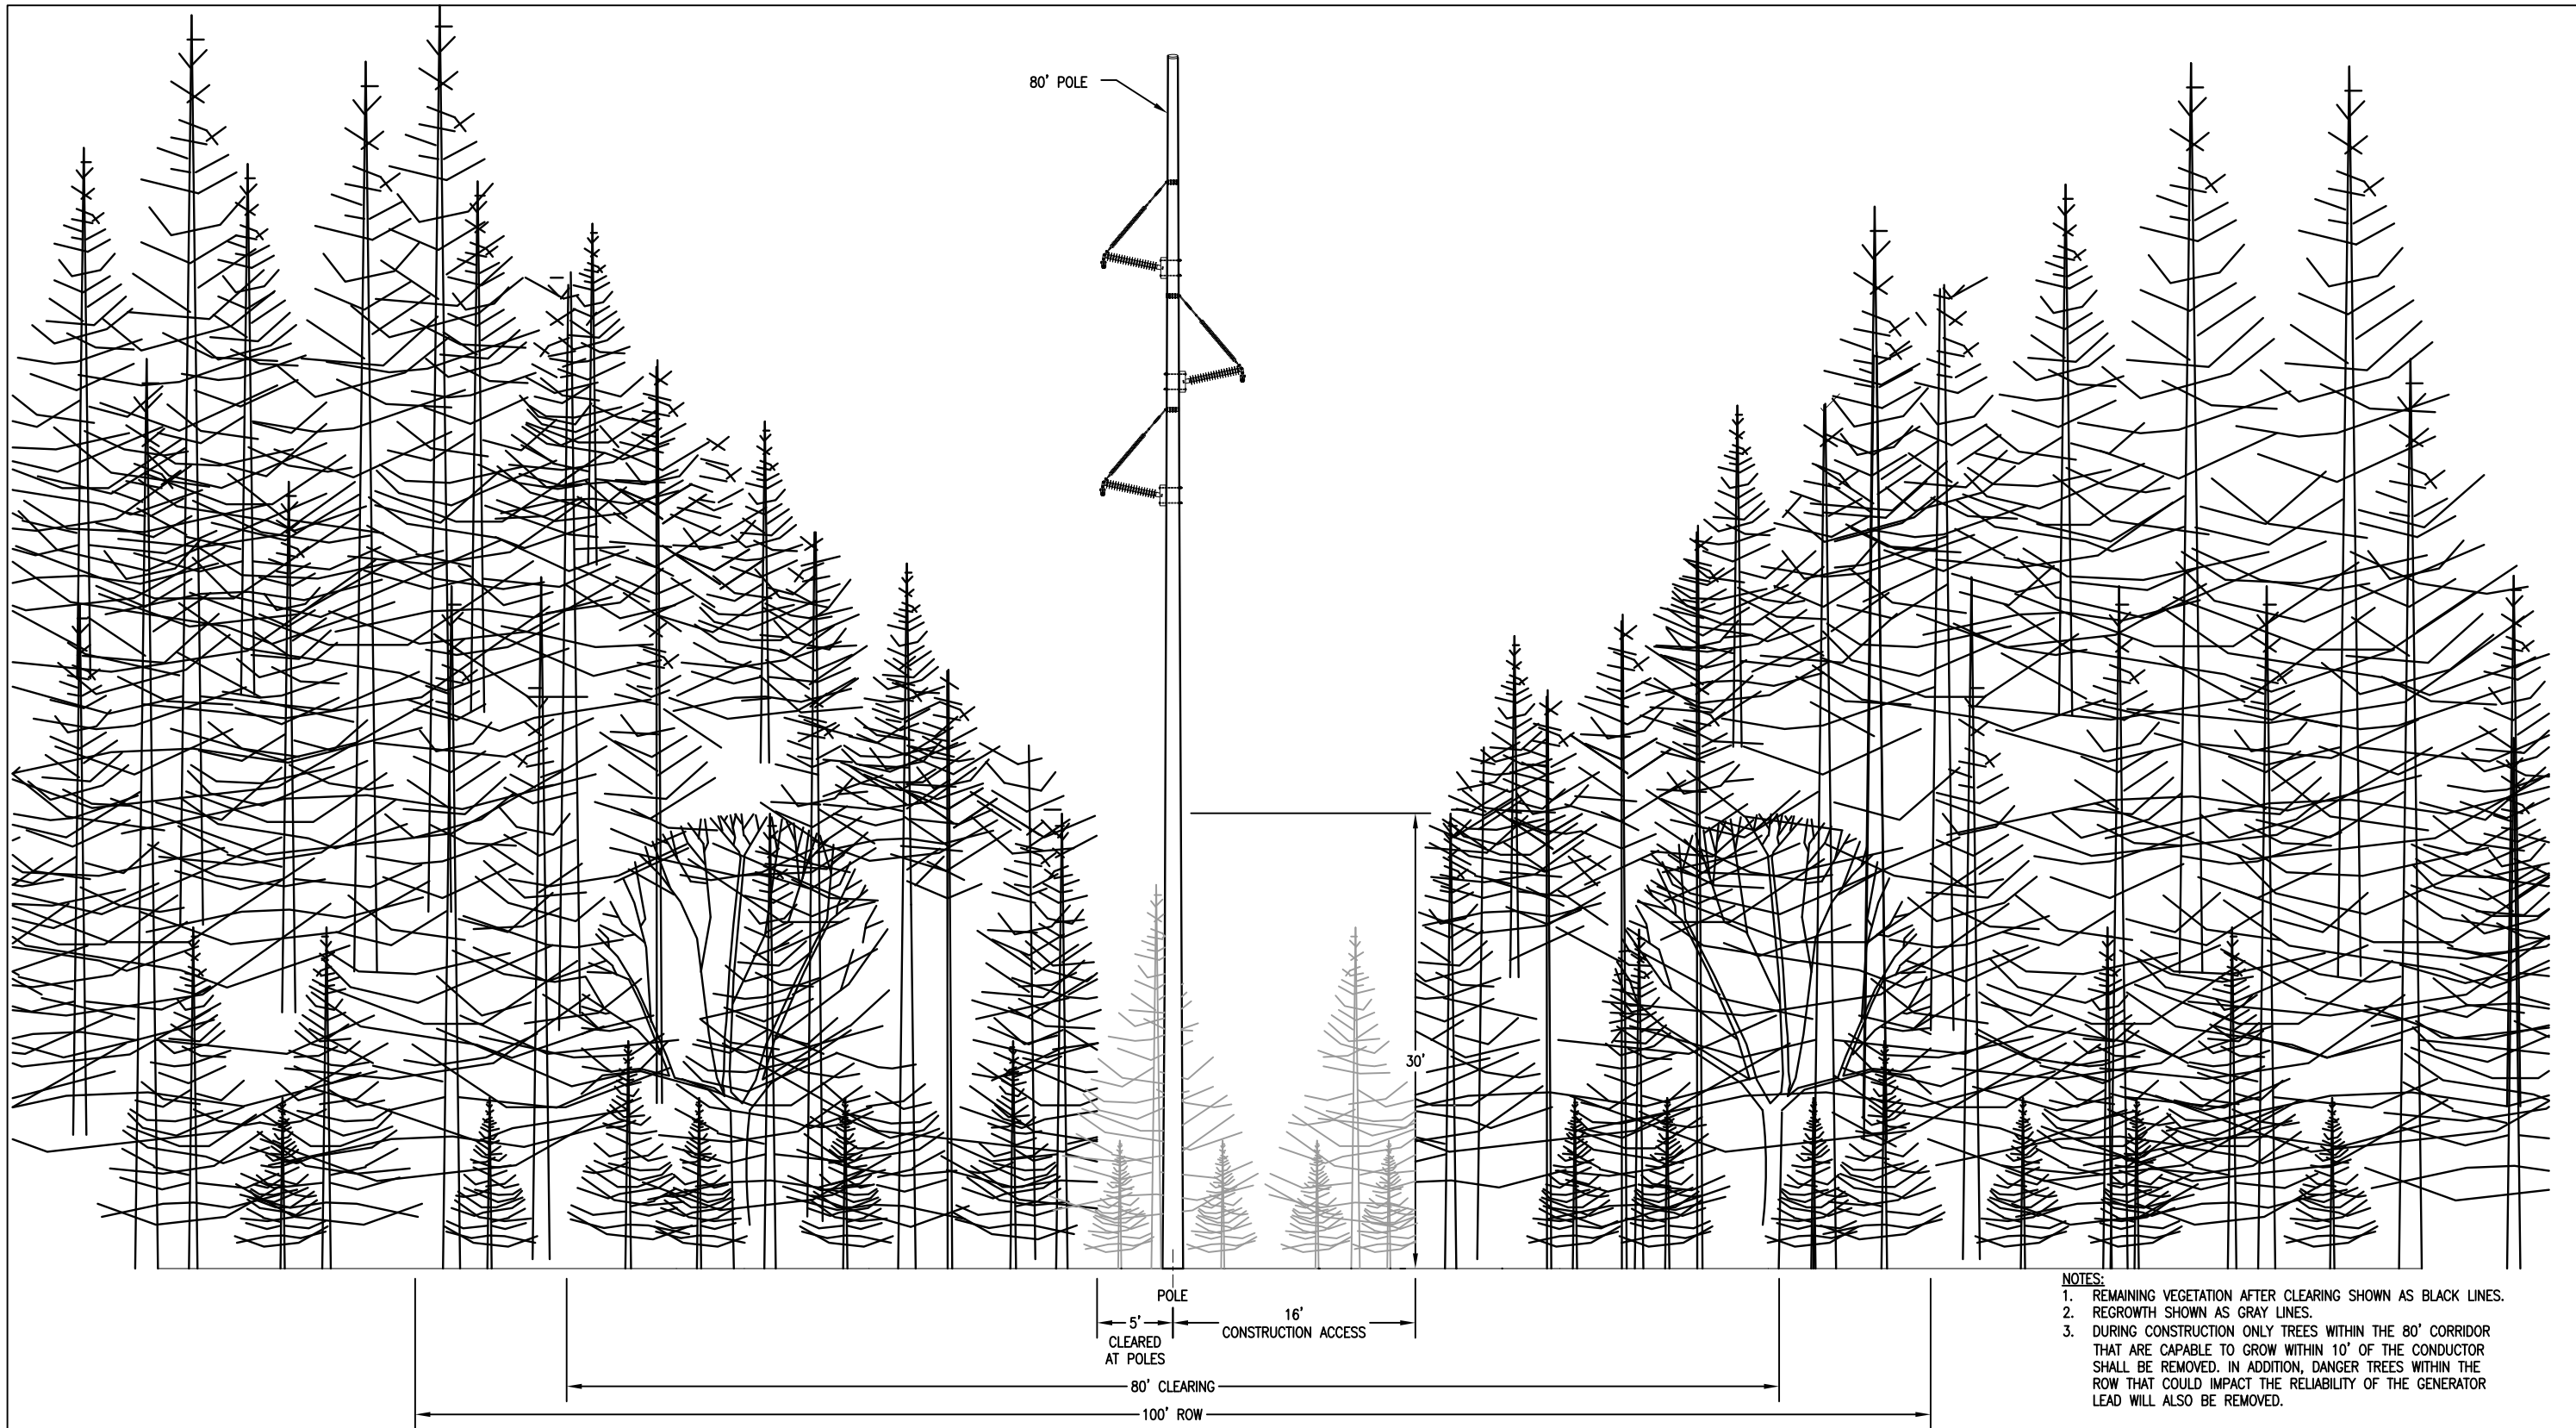 80' POLE
30'
POLE
5'
CLEARED
AT POLES
16'
CONSTRUCTION ACCESS
80' CLEARING
100' ROW
NOTES:
1. REMAINING VEGETATION AFTER CLEARING SHOWN AS BLACK LINES.
2. REGROWTH SHOWN AS GRAY LINES.
3. DURING CONSTRUCTION ONLY TREES WITHIN THE 80' CORRIDOR
THAT ARE CAPABLE TO GROW WITHIN 10' OF THE CONDUCTOR
SHALL BE REMOVED. IN ADDITION, DANGER TREES WITHIN THE
ROW THAT COULD IMPACT THE RELIABILITY OF THE GENERATOR
LEAD WILL ALSO BE REMOVED.